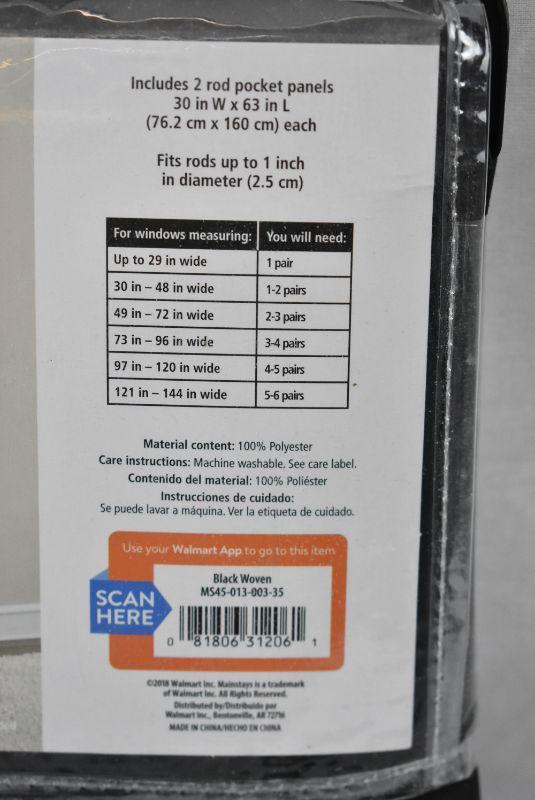 Includes 2 rod pocket panels
30 in W x 63 in L
(76.2 cm x 160 cm) each
Fits rods up to 1 inch
in diameter (2.5 cm)
For windows measuring: You will need:
Up to 29 in wide 1 pair
30 in – 48 in wide 1-2 pairs
49 in – 72 in wide 2-3 pairs
73 in – 96 in wide 3-4 pairs
97 in – 120 in wide 4-5 pairs
121 in – 144 in wide 5-6 pairs
Material content: 100% Polyester
Care instructions: Machine washable. See care label.
Contenido del material: 100% Poliéster
Instrucciones de cuidado:
Se puede lavar a máquina. Ver la etiqueta de cuidado.
Use your Walmart App to go to this item
SCAN
HERE
Black Woven
MS45-013-003-35
0 81806 31206 1
©2018 Walmart Inc. Mainstays is a trademark
of Walmart Inc. All Rights Reserved.
Distributed by/Distribuido por
Walmart Inc., Bentonville, AR 72716
MADE IN CHINA/HECHO EN CHINA